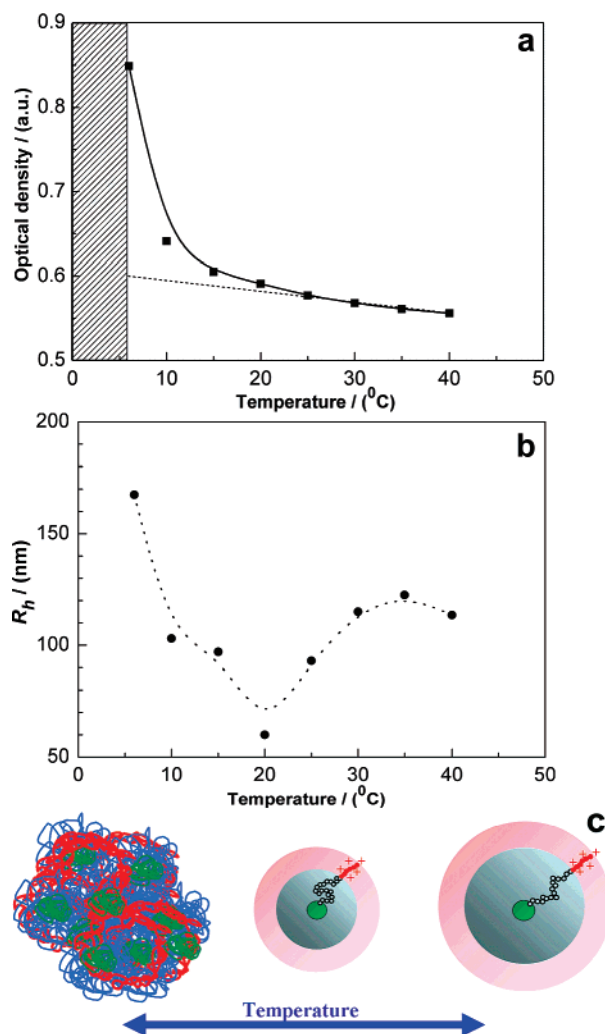 a
0.9
0.8
0.7
0.6
0.5
Optical density / (a.u.)
0 10 20 30 40 50
Temperature / (⁰C)
b
200
150
100
50
R_h / (nm)
0 10 20 30 40 50
Temperature / (⁰C)
c
+ + + + +
+ + + + +
Temperature